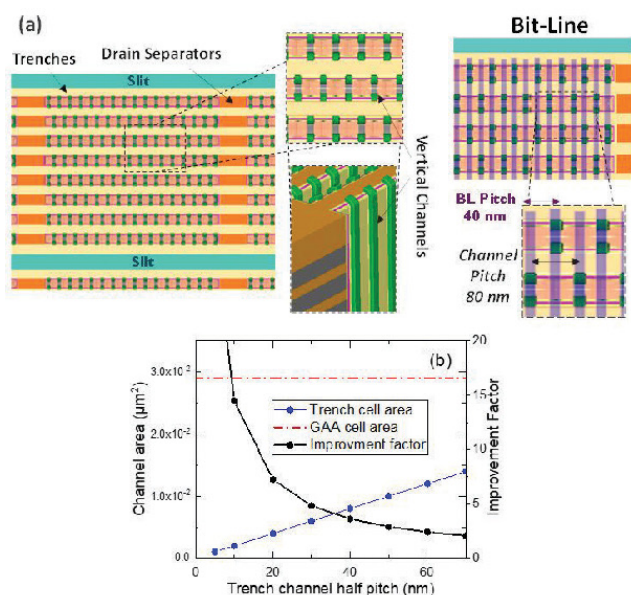 (a)
Trenches
Drain Separators
Slit
Slit
Vertical Channels
Bit-Line
BL Pitch
40 nm
Channel
Pitch
80 nm
(b)
Channel area (µm²)
3.0x10⁻²
2.0x10⁻²
1.0x10⁻²
0.0
Trench cell area
GAA cell area
Improvment factor
20
15
10
5
0
Improvement Factor
0 20 40 60
Trench channel half pitch (nm)